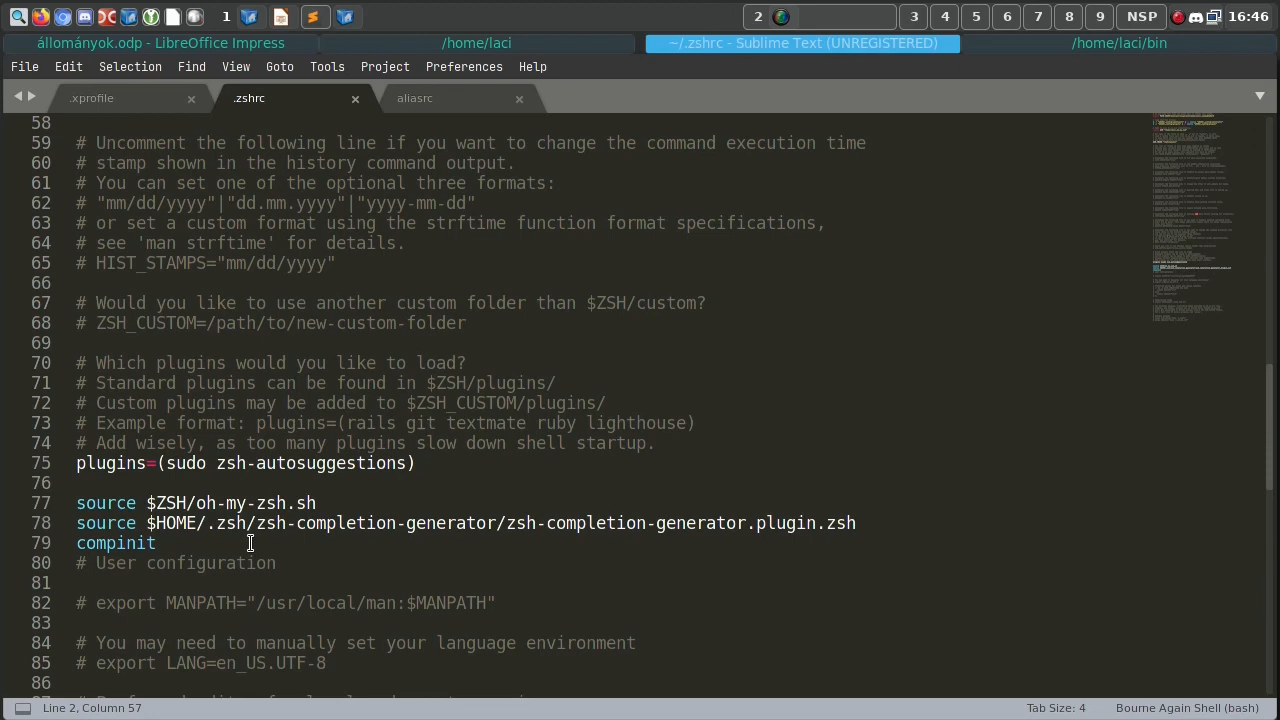 1
2
3
4
5
6
7
8
9
NSP
16:46
állományok.odp - LibreOffice Impress
/home/laci
~/.zshrc - Sublime Text (UNREGISTERED)
/home/laci/bin
File Edit Selection Find View Goto Tools Project Preferences Help
.xprofile
.zshrc
aliasrc
58
59 # Uncomment the following line if you want to change the command execution time
60 # stamp shown in the history command output.
61 # You can set one of the optional three formats:
62 # "mm/dd/yyyy"|"dd.mm.yyyy"|"yyyy-mm-dd"
63 # or set a custom format using the strftime function format specifications,
64 # see 'man strftime' for details.
65 # HIST_STAMPS="mm/dd/yyyy"
66
67 # Would you like to use another custom folder than $ZSH/custom?
68 # ZSH_CUSTOM=/path/to/new-custom-folder
69
70 # Which plugins would you like to load?
71 # Standard plugins can be found in $ZSH/plugins/
72 # Custom plugins may be added to $ZSH_CUSTOM/plugins/
73 # Example format: plugins=(rails git textmate ruby lighthouse)
74 # Add wisely, as too many plugins slow down shell startup.
75 plugins=(sudo zsh-autosuggestions)
76
77 source $ZSH/oh-my-zsh.sh
78 source $HOME/.zsh/zsh-completion-generator/zsh-completion-generator.plugin.zsh
79 compinit
80 # User configuration
81
82 # export MANPATH="/usr/local/man:$MANPATH"
83
84 # You may need to manually set your language environment
85 # export LANG=en_US.UTF-8
86
Line 2, Column 57
Tab Size: 4
Bourne Again Shell (bash)